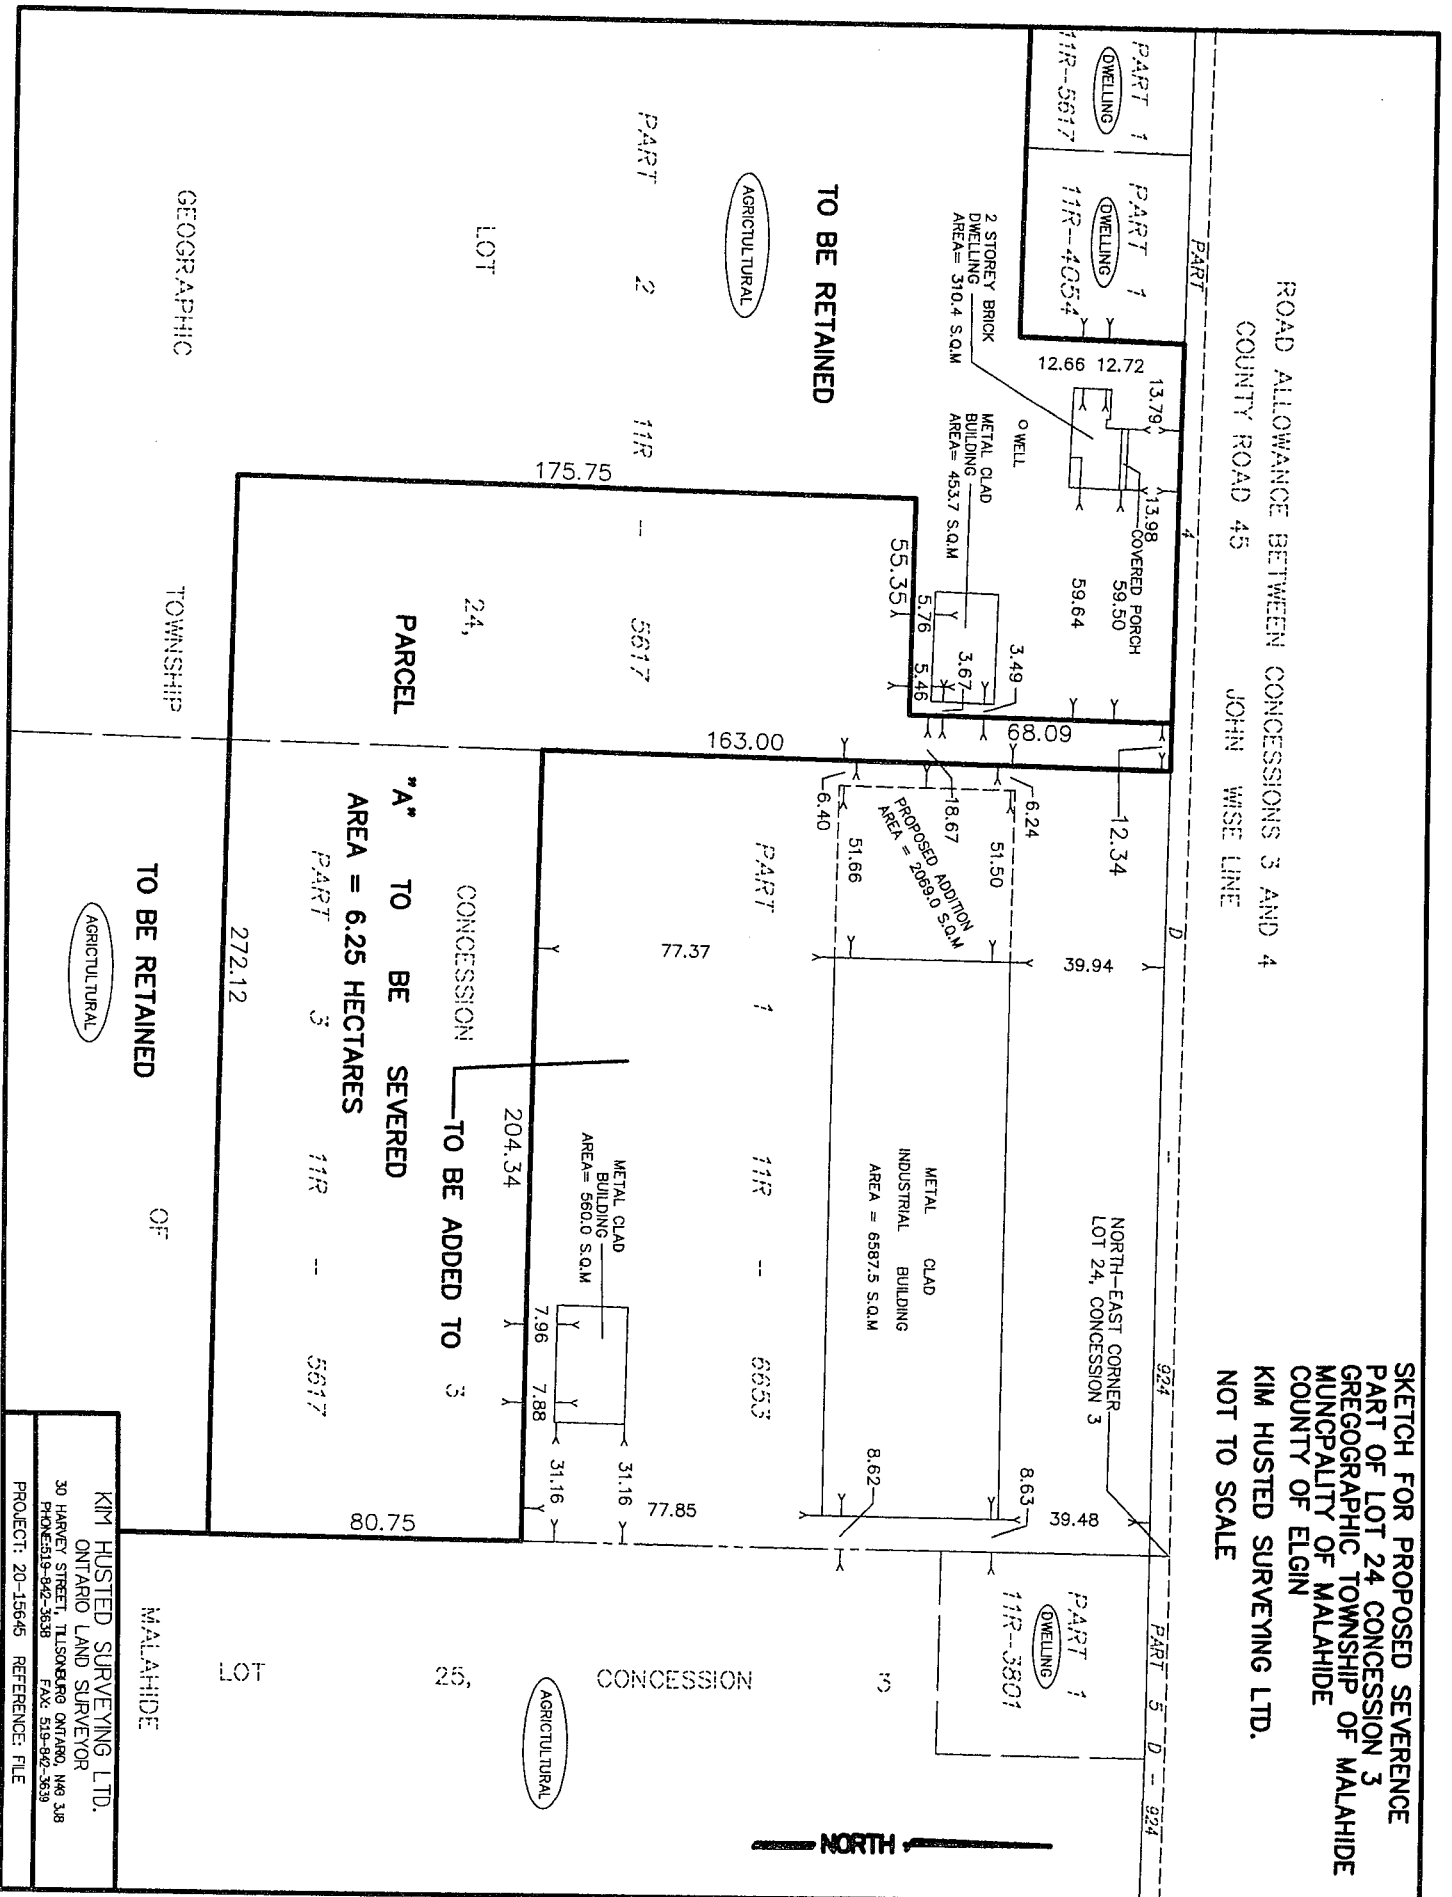 SKETCH FOR PROPOSED SEVERENCE
PART OF LOT 24 CONCESSION 3
GREGOGRAPHIC TOWNSHIP OF MALAHIDE
MUNCPALITY OF MALAHIDE
COUNTY OF ELGIN
KIM HUSTED SURVEYING LTD.
NOT TO SCALE
ROAD ALLOWANCE BETWEEN CONCESSIONS 3 AND 4
COUNTY ROAD 45 JOHN WISE LINE
PART 4 D -- 924
PART 5 D -- 924
PART 1
DWELLING
11R--5617
PART 1
DWELLING
11R--4054
12.66 12.72
13.79
13.98
COVERED PORCH
59.50
59.64
2 STOREY BRICK
DWELLING
AREA= 310.4 S.Q.M
WELL
METAL CLAD
BUILDING
AREA= 453.7 S.Q.M
3.49
3.67
5.76
5.46
55.35
68.09
12.34
18.67
6.24
6.40
51.50
51.66
PROPOSED ADDITION
AREA = 2069.0 S.Q.M
39.94
77.37
METAL CLAD
INDUSTRIAL BUILDING
AREA = 6587.5 S.Q.M
NORTH-EAST CORNER
LOT 24, CONCESSION 3
8.63
8.62
39.48
77.85
PART 1
DWELLING
11R--3801
PART 1 11R -- 6653
METAL CLAD
BUILDING
AREA= 560.0 S.Q.M
7.96
7.88
31.16
31.16
TO BE RETAINED
AGRICTULTURAL
PART 2 11R -- 5617
175.75
163.00
204.34
LOT 24, CONCESSION 3
TO BE ADDED TO
PARCEL "A" TO BE SEVERED
AREA = 6.25 HECTARES
PART 3 11R -- 5617
80.75
272.12
TO BE RETAINED
AGRICTULTURAL
GEOGRAPHIC TOWNSHIP OF MALAHIDE
LOT 25, CONCESSION 3
AGRICTULTURAL
NORTH
KIM HUSTED SURVEYING LTD.
ONTARIO LAND SURVEYOR
30 HARVEY STREET, TILLSONBURG ONTARIO, N4G 3J8
PHONE:519-842-3638 FAX: 519-842-3639
PROJECT: 20-15645 REFERENCE: FILE